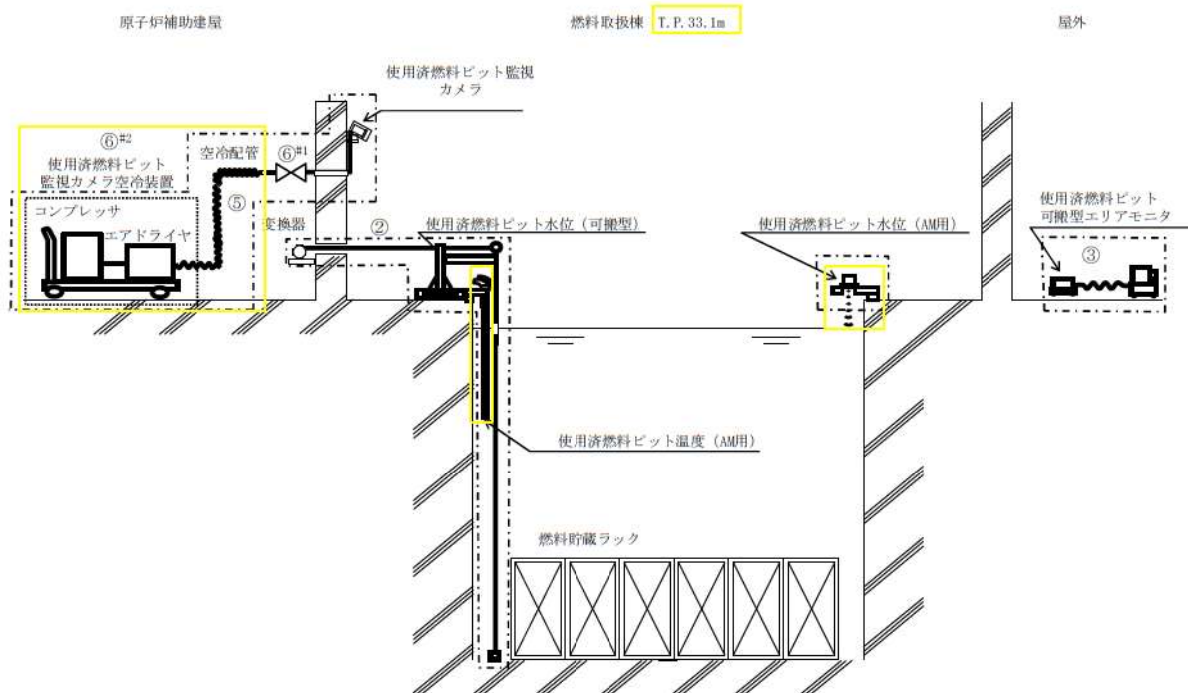 原子炉補助建屋
燃料取扱棟 T.P.33.1m
屋外
使用済燃料ピット監視
カメラ
⑥#2
使用済燃料ピット
監視カメラ空冷装置
空冷配管
⑥#1
コンプレッサ
エアドライヤ
⑤
変換器
②
使用済燃料ピット水位（可搬型）
使用済燃料ピット水位（AM用）
使用済燃料ピット
可搬型エリアモニタ
③
使用済燃料ピット温度（AM用）
燃料貯蔵ラック